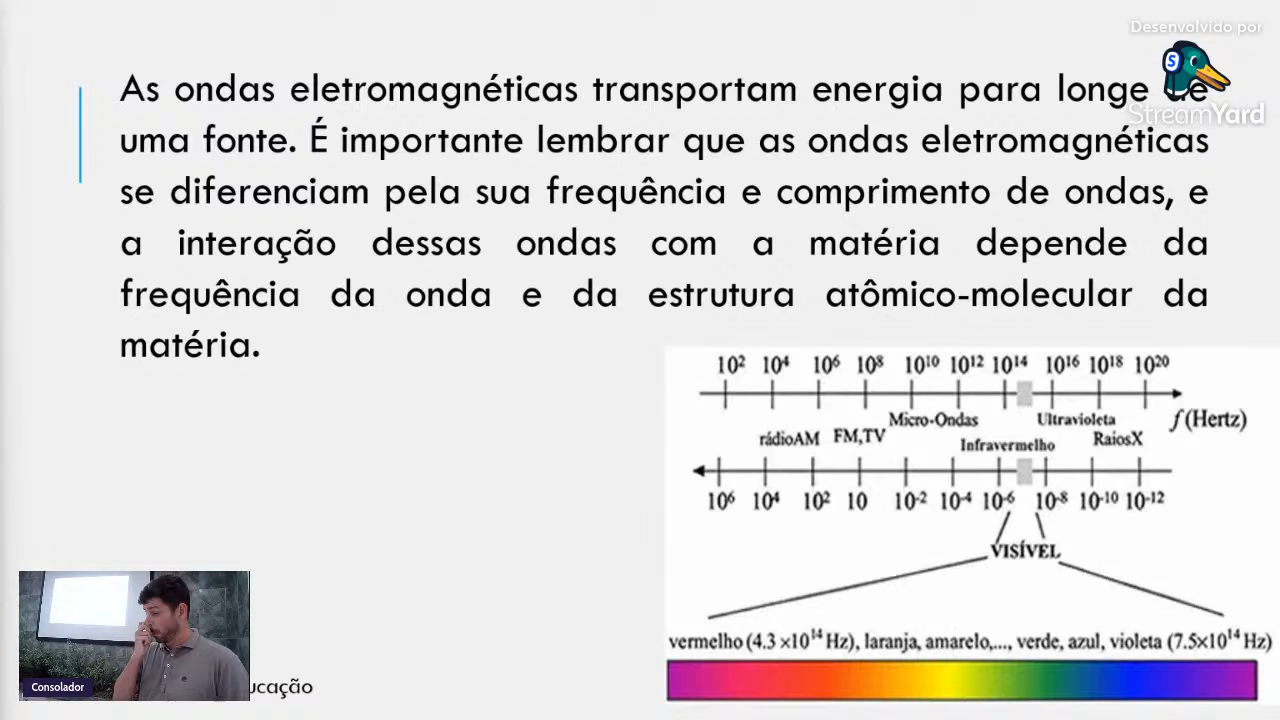 Desenvolvido por
StreamYard
As ondas eletromagnéticas transportam energia para longe de
uma fonte. É importante lembrar que as ondas eletromagnéticas
se diferenciam pela sua frequência e comprimento de ondas, e
a interação dessas ondas com a matéria depende da
frequência da onda e da estrutura atômico-molecular da
matéria.
10² 10⁴ 10⁶ 10⁸ 10¹⁰ 10¹² 10¹⁴ 10¹⁶ 10¹⁸ 10²⁰
f (Hertz)
Micro-Ondas Ultravioleta
rádioAM FM,TV Infravermelho RaiosX
10⁶ 10⁴ 10² 10 10⁻² 10⁻⁴ 10⁻⁶ 10⁻⁸ 10⁻¹⁰ 10⁻¹²
VISÍVEL
vermelho (4.3 ×10¹⁴ Hz), laranja, amarelo,..., verde, azul, violeta (7.5×10¹⁴ Hz)
Consolador
ucação